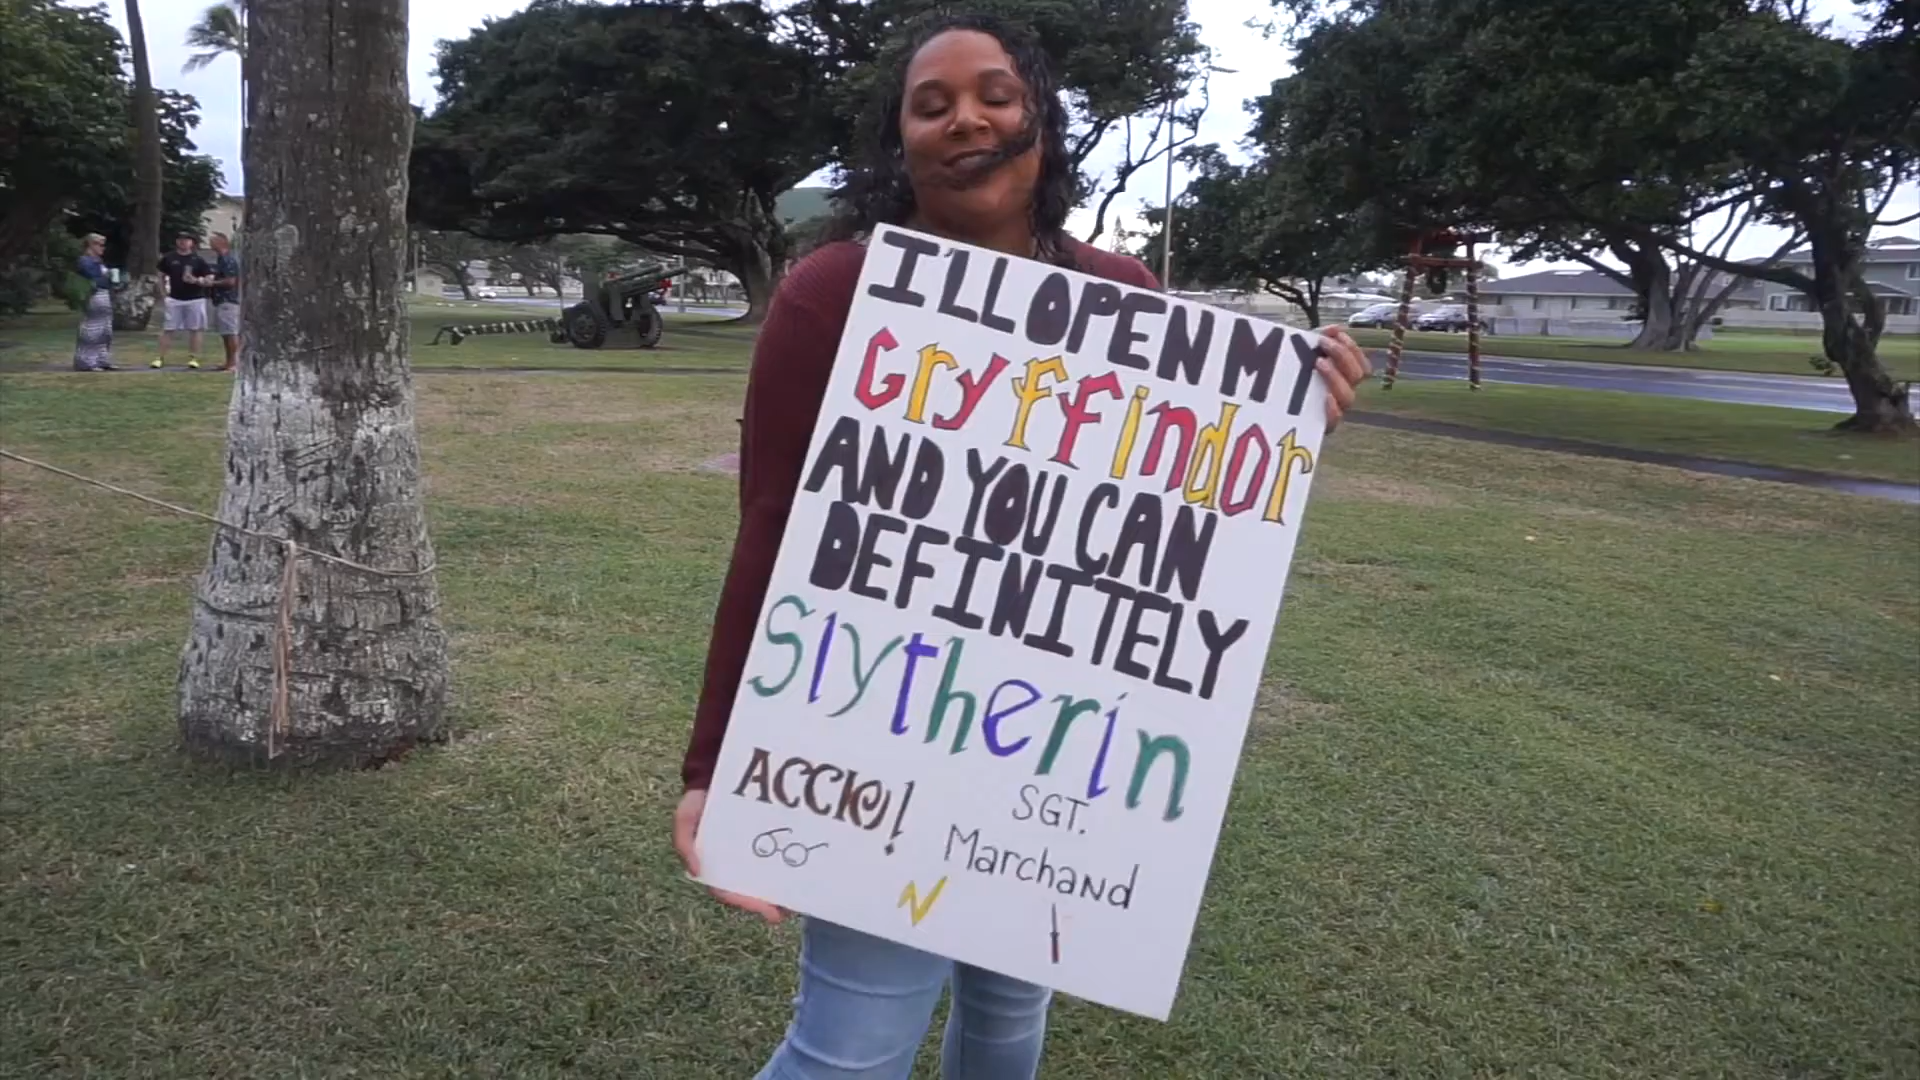 I'LL OPEN MY
Gryffindor
AND YOU CAN
DEFINITELY
Slytherin
ACCIO!
SGT.
Marchand